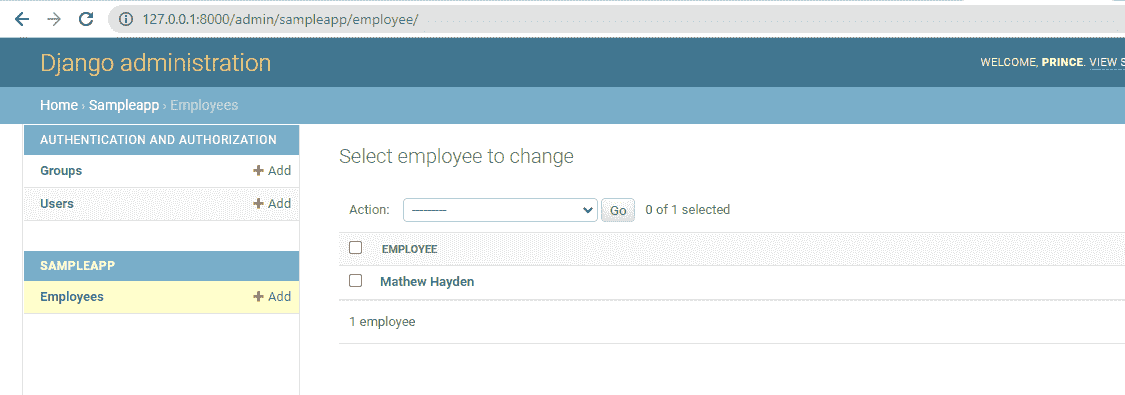 127.0.0.1:8000/admin/sampleapp/employee/
Django administration
WELCOME, PRINCE. VIEW S
Home › Sampleapp › Employees
AUTHENTICATION AND AUTHORIZATION
Groups + Add
Users + Add
SAMPLEAPP
Employees + Add
Select employee to change
Action: --------- Go 0 of 1 selected
EMPLOYEE
Mathew Hayden
1 employee